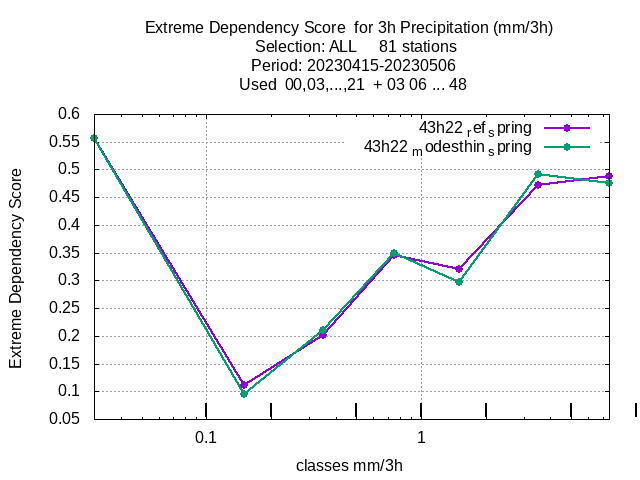 Extreme Dependency Score  for 3h Precipitation (mm/3h)
Selection: ALL     81 stations
Period: 20230415-20230506
Used  00,03,...,21  + 03 06 ... 48
43h22 ref spring
43h22 modesthin spring
0.6
0.55
0.5
0.45
0.4
0.35
0.3
0.25
0.2
0.15
0.1
0.05
Extreme Dependency Score
0.1
1
classes mm/3h